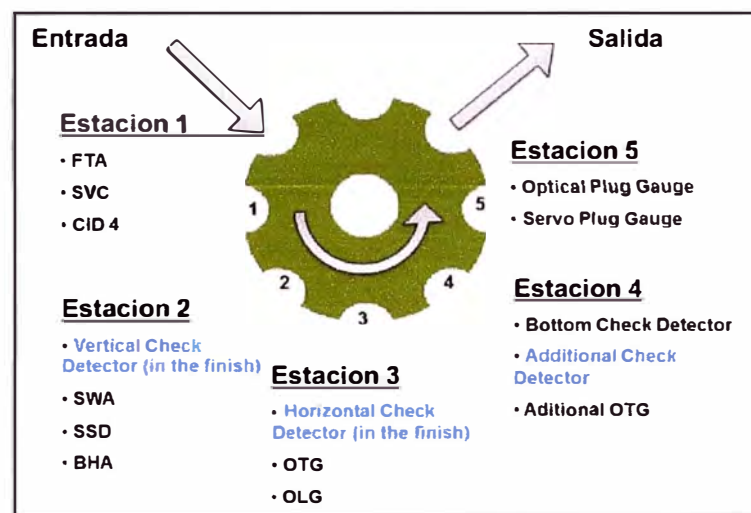 Entrada
Salida
Estacion 1
• FTA
• SVC
• CID 4
Estacion 5
• Optical Plug Gauge
• Servo Plug Gauge
1
2
3
4
5
Estacion 2
• Vertical Check
Detector (in the finish)
• SWA
• SSD
• BHA
Estacion 3
• Horizontal Check
Detector (in the finish)
• OTG
• OLG
Estacion 4
• Bottom Check Detector
• Additional Check
Detector
• Aditional OTG